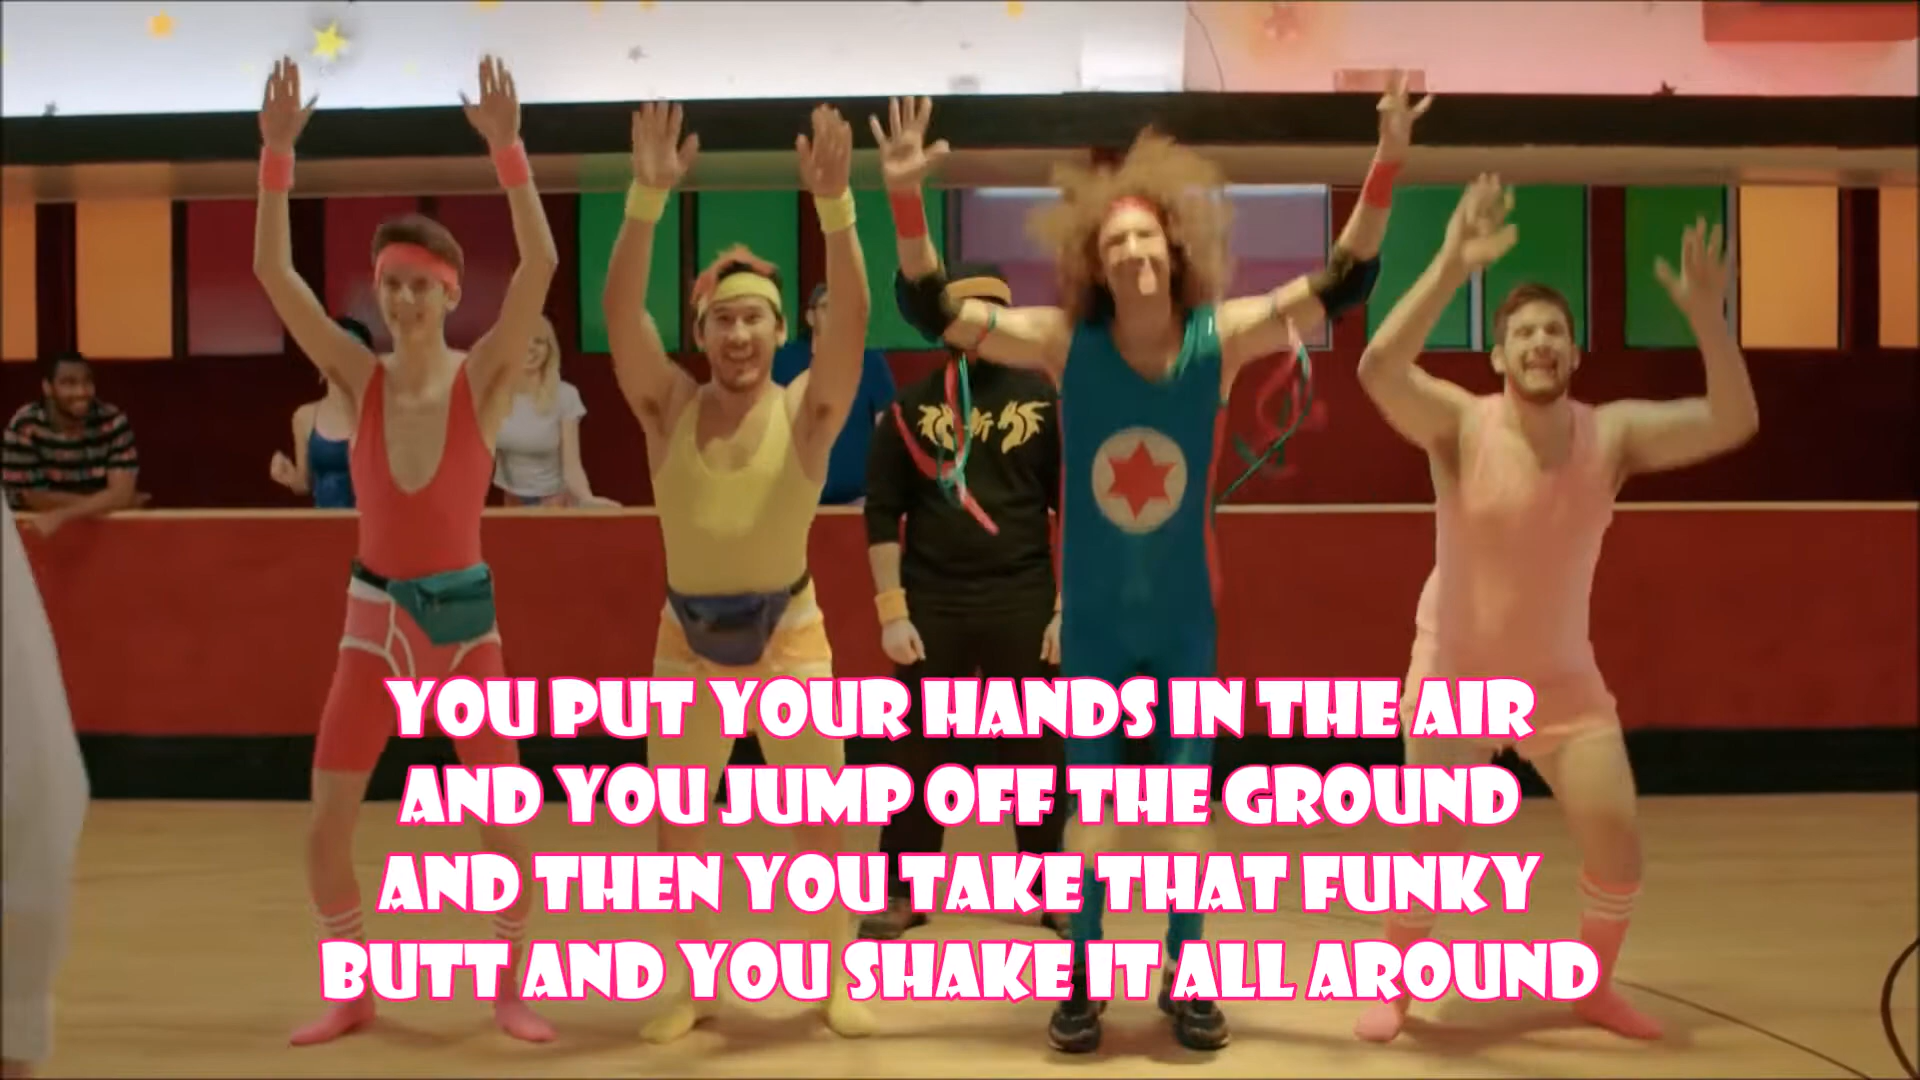 YOU PUT YOUR HANDS IN THE AIR
AND YOU JUMP OFF THE GROUND
AND THEN YOU TAKE THAT FUNKY
BUTT AND YOU SHAKE IT ALL AROUND